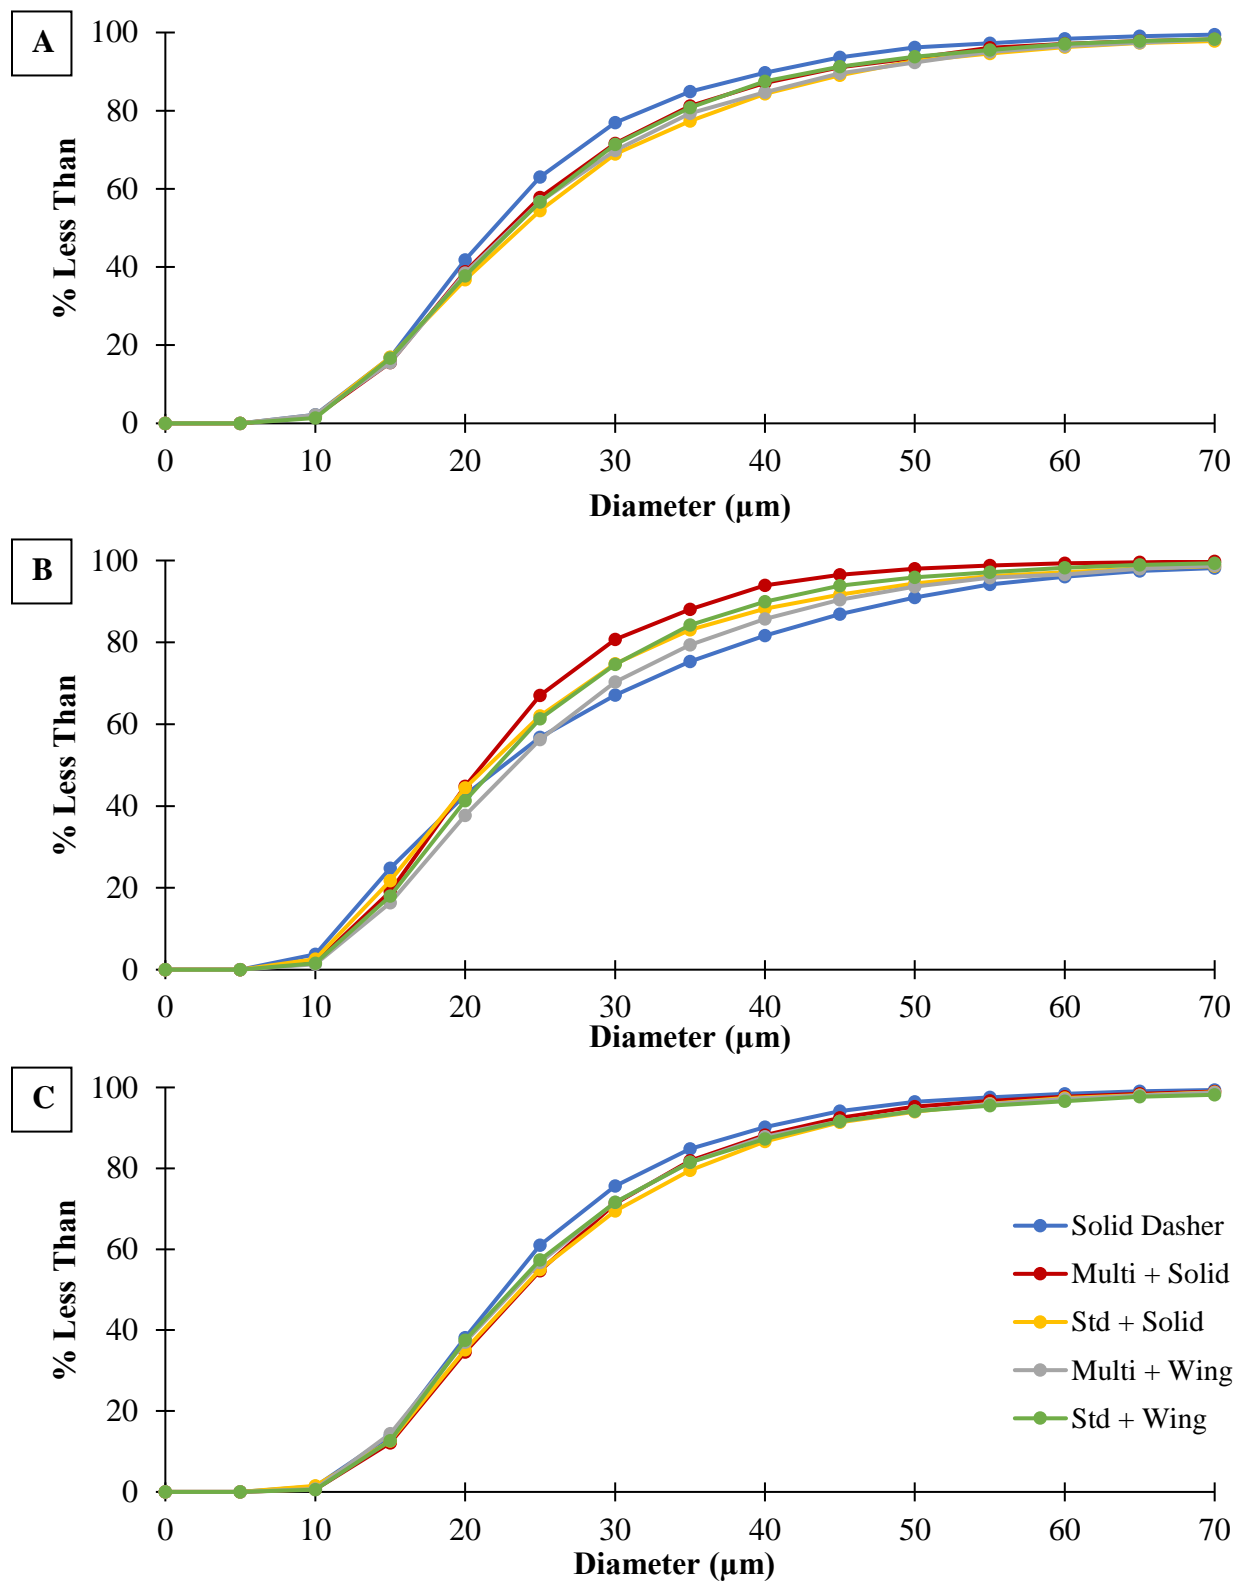 A
100
80
60
40
20
0
% Less Than
0 10 20 30 40 50 60 70
Diameter (µm)
B
100
80
60
40
20
0
% Less Than
0 10 20 30 40 50 60 70
Diameter (µm)
C
100
80
60
40
20
0
% Less Than
0 10 20 30 40 50 60 70
Diameter (µm)
Solid Dasher
Multi + Solid
Std + Solid
Multi + Wing
Std + Wing